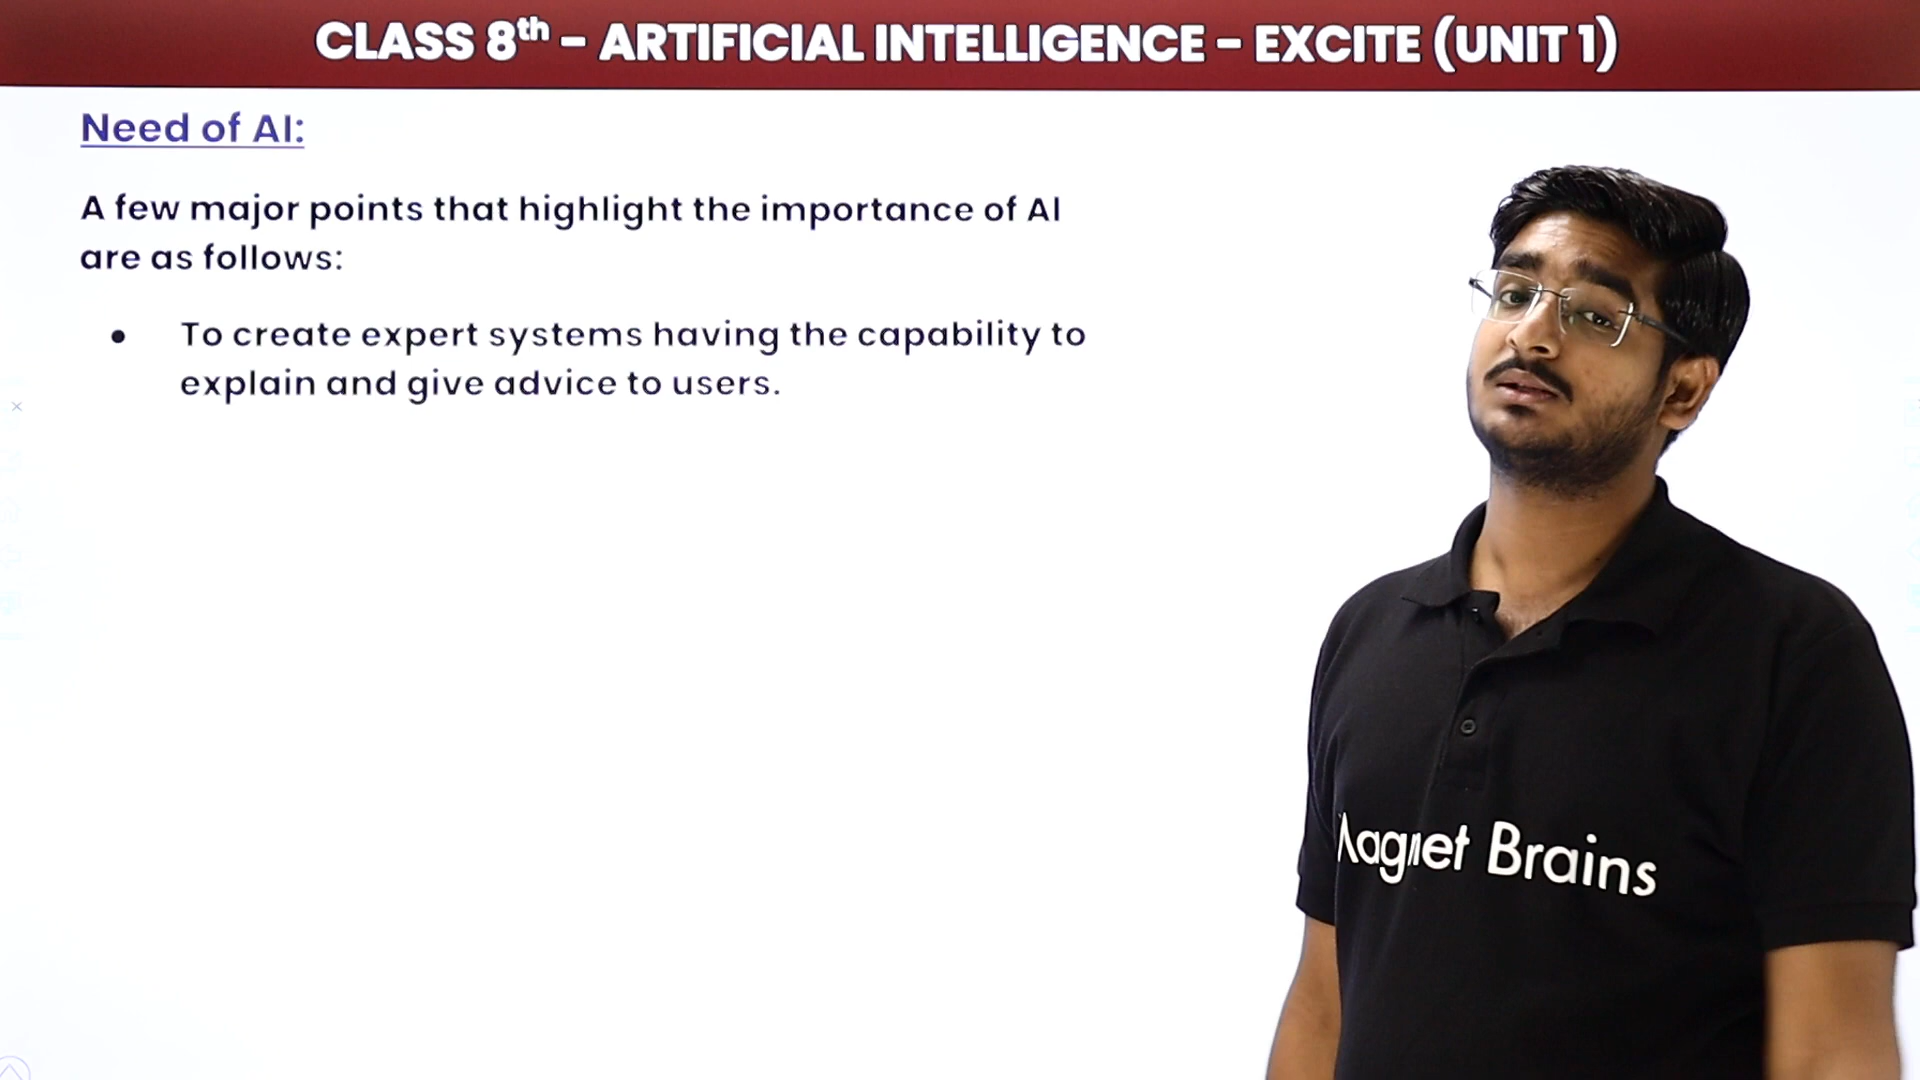 CLASS 8th - ARTIFICIAL INTELLIGENCE - EXCITE (UNIT 1)
Need of AI:
A few major points that highlight the importance of AI
are as follows:
• To create expert systems having the capability to
explain and give advice to users.
Magnet Brains